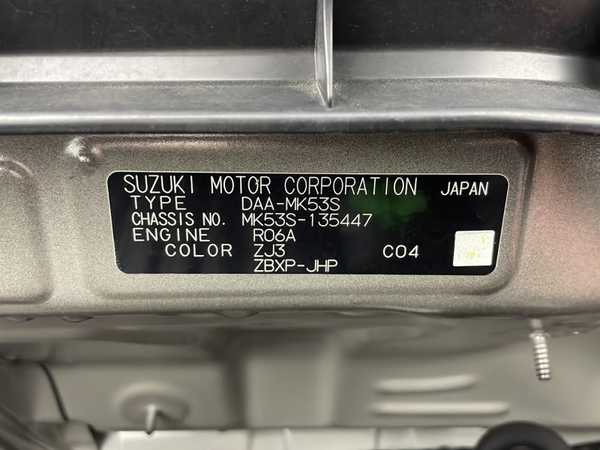 SUZUKI MOTOR CORPORATION JAPAN
TYPE DAA-MK53S
CHASSIS NO. MK53S-135447
ENGINE R06A
COLOR ZJ3 C04
ZBXP-JHP